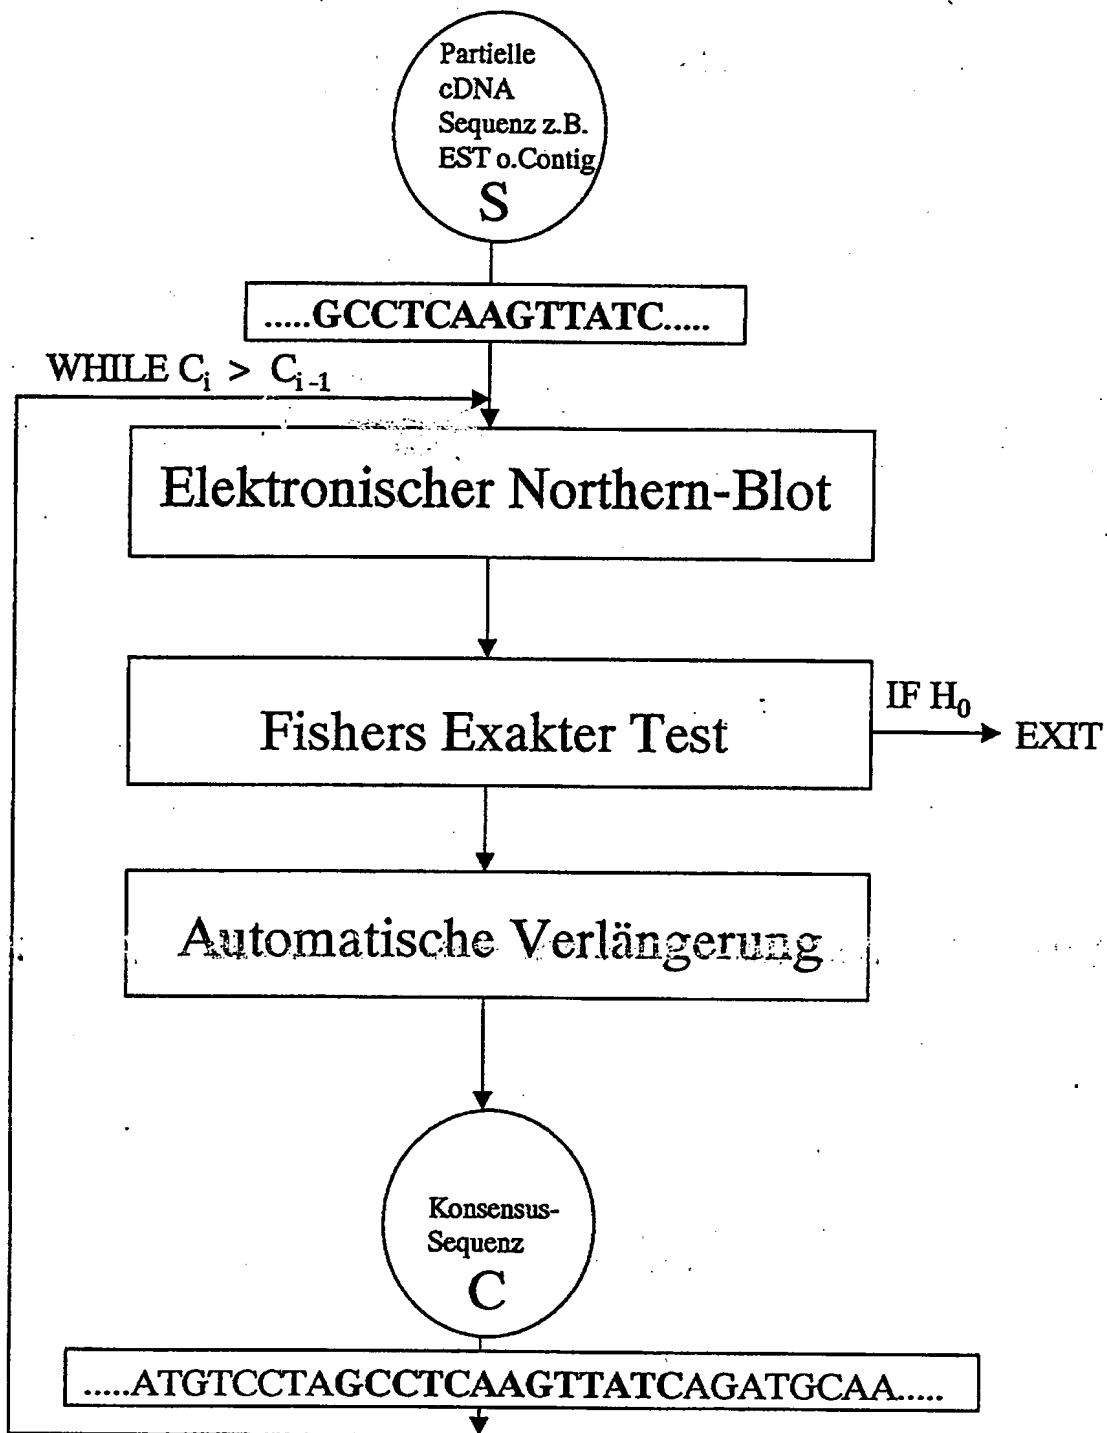 Partielle
cDNA
Sequenz z.B.
EST o.Contig
S
.....GCCTCAAGTTATC.....
WHILE Ci > Ci-1
Elektronischer Northern-Blot
Fishers Exakter Test
IF H0
EXIT
Automatische Verlängerung
Konsensus-
Sequenz
C
.....ATGTCCTAGCCTCAAGTTATCAGATGCAA.....